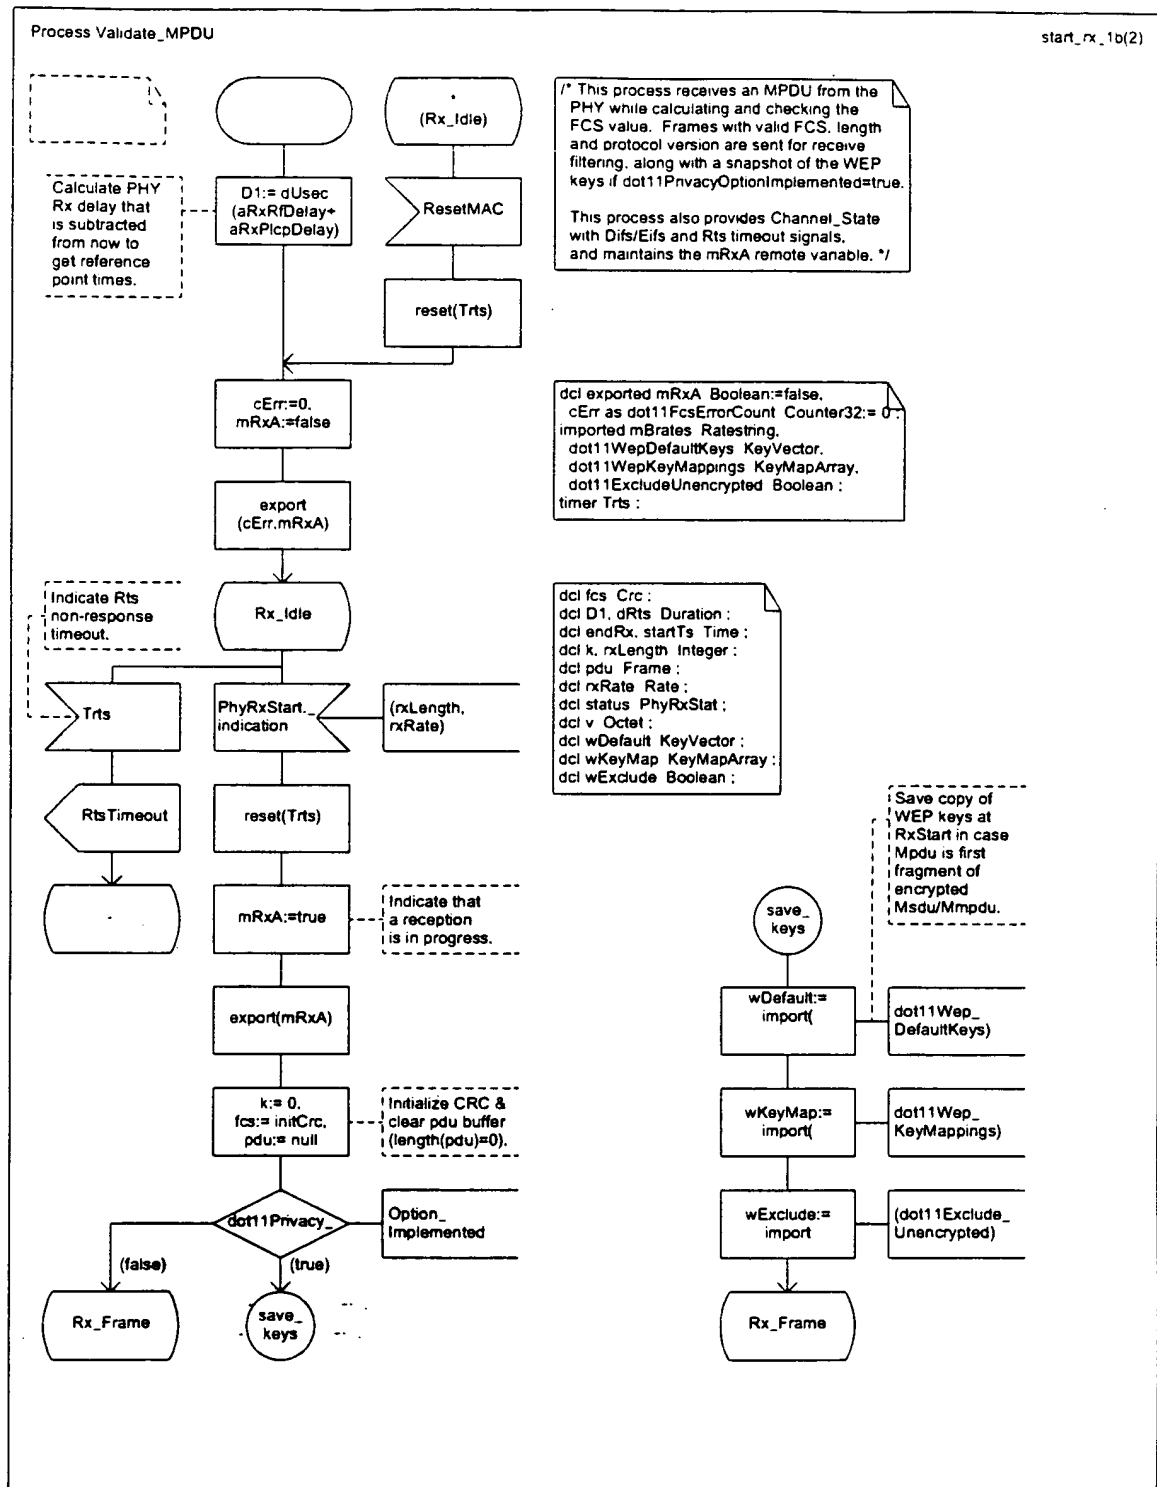 Process Validate_MPDU
start_rx_1b(2)
*
(Rx_Idle)
/* This process receives an MPDU from the
PHY while calculating and checking the
FCS value. Frames with valid FCS, length
and protocol version are sent for receive
filtering, along with a snapshot of the WEP
keys if dot11PrivacyOptionImplemented=true.
This process also provides Channel_State
with Difs/Eifs and Rts timeout signals,
and maintains the mRxA remote variable. */
Calculate PHY
Rx delay that
is subtracted
from now to
get reference
point times.
D1:= dUsec
(aRxRfDelay+
aRxPlcpDelay)
ResetMAC
reset(Trts)
cErr:=0,
mRxA:=false
dcl exported mRxA Boolean:=false,
cErr as dot11FcsErrorCount Counter32:= 0 ;
imported mBrates Ratestring,
dot11WepDefaultKeys KeyVector,
dot11WepKeyMappings KeyMapArray,
dot11ExcludeUnencrypted Boolean ;
timer Trts ;
export
(cErr,mRxA)
Indicate Rts
non-response
timeout.
Rx_Idle
dcl fcs Crc ;
dcl D1, dRts Duration ;
dcl endRx, startTs Time ;
dcl k, rxLength Integer ;
dcl pdu Frame ;
dcl rxRate Rate ;
dcl status PhyRxStat ;
dcl v Octet ;
dcl wDefault KeyVector ;
dcl wKeyMap KeyMapArray ;
dcl wExclude Boolean ;
Trts
PhyRxStart._
indication
(rxLength,
rxRate)
RtsTimeout
reset(Trts)
Save copy of
WEP keys at
RxStart in case
Mpdu is first
fragment of
encrypted
Msdu/Mmpdu.
-
mRxA:=true
Indicate that
a reception
is in progress.
save_
keys
export(mRxA)
wDefault:=
import(
dot11Wep_
DefaultKeys)
k:= 0,
fcs:= initCrc,
pdu:= null
Initialize CRC &
clear pdu buffer
(length(pdu)=0).
wKeyMap:=
import(
dot11Wep_
KeyMappings)
dot11Privacy_
Option_
Implemented
wExclude:=
import
(dot11Exclude_
Unencrypted)
(false)
(true)
Rx_Frame
save_
keys
Rx_Frame